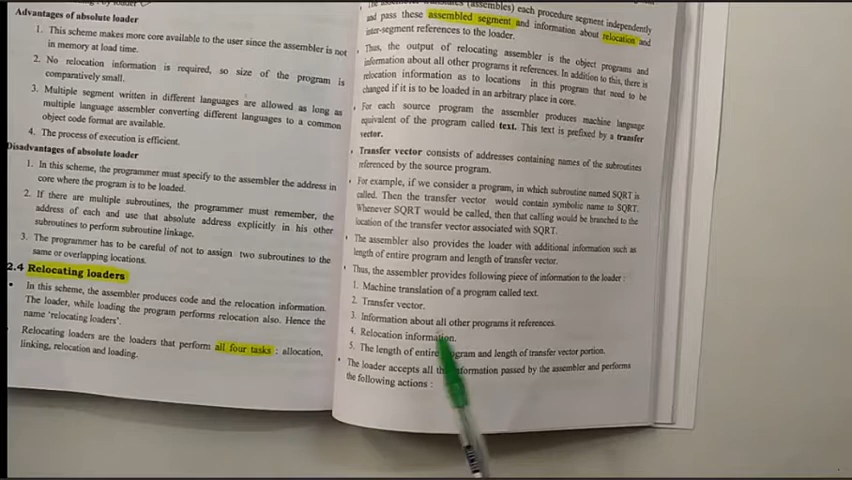 by loader
Advantages of absolute loader
1. This scheme makes more core available to the user since the assembler is not
in memory at load time.
2. No relocation information is required, so size of the program is
comparatively small.
3. Multiple segment written in different languages are allowed as long as
multiple language assembler converting different languages to a common
object code format are available.
4. The process of execution is efficient.
Disadvantages of absolute loader
1. In this scheme, the programmer must specify to the assembler the address in
core where the program is to be loaded.
2. If there are multiple subroutines, the programmer must remember, the
address of each and use that absolute address explicitly in his other
subroutines to perform subroutine linkage.
3. The programmer has to be careful of not to assign two subroutines to the
same or overlapping locations.
2.4 Relocating loaders
• In this scheme, the assembler produces code and the relocation information.
The loader, while loading the program performs relocation also. Hence the
name 'relocating loaders'.
Relocating loaders are the loaders that perform all four tasks : allocation,
linking, relocation and loading.
(assembles) each procedure segment independently
and pass these assembled segment and information about relocation and
inter-segment references to the loader.
• Thus, the output of relocating assembler is the object programs and
information about all other programs it references. In addition to this, there is
relocation information as to locations in this program that need to be
changed if it is to be loaded in an arbitrary place in core.
• For each source program the assembler produces machine language
equivalent of the program called text. This text is prefixed by a transfer
vector.
• Transfer vector consists of addresses containing names of the subroutines
referenced by the source program.
• For example, if we consider a program, in which subroutine named SQRT is
called. Then the transfer vector would contain symbolic name to SQRT.
Whenever SQRT would be called, then that calling would be branched to the
location of the transfer vector associated with SQRT.
• The assembler also provides the loader with additional information such as
length of entire program and length of transfer vector.
• Thus, the assembler provides following piece of information to the loader :
1. Machine translation of a program called text.
2. Transfer vector.
3. Information about all other programs it references.
4. Relocation information.
5. The length of entire program and length of transfer vector portion.
• The loader accepts all the information passed by the assembler and performs
the following actions :